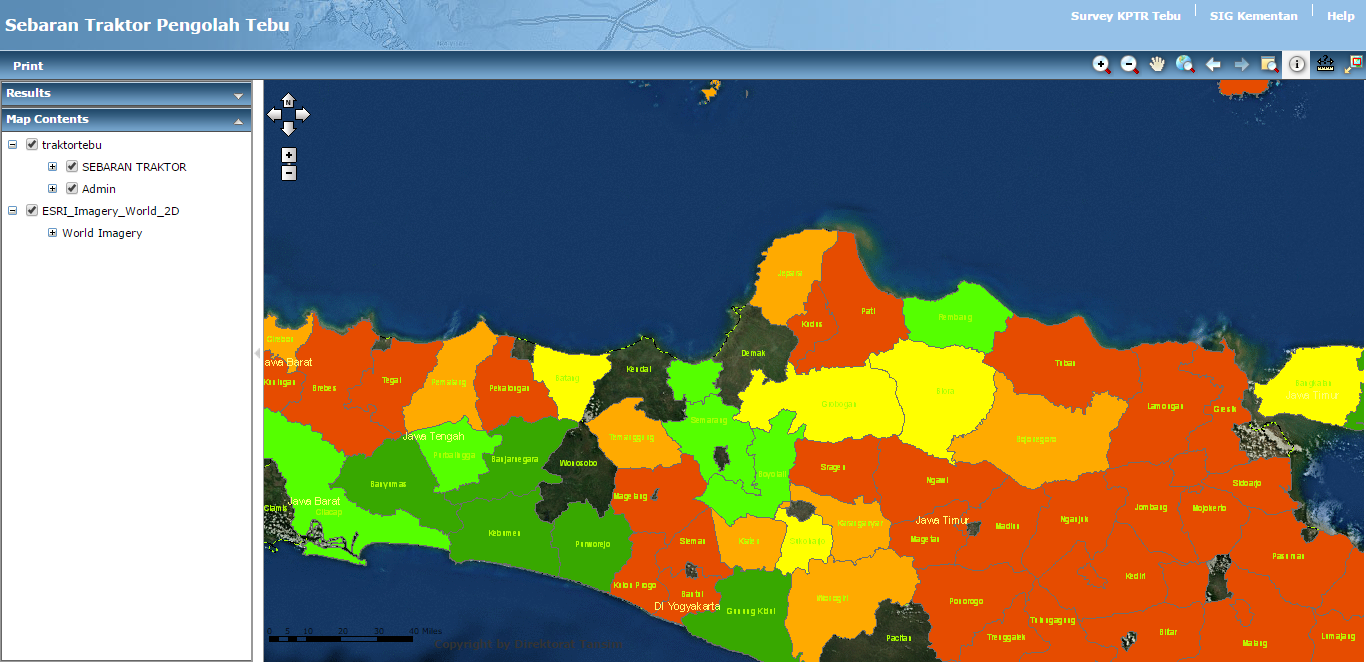 Sebaran Traktor Pengolah Tebu
Survey KPTR Tebu
SIG Kementan
Help
Print
Results
Map Contents
traktortebu
SEBARAN TRAKTOR
Admin
ESRI_Imagery_World_2D
World Imagery
N
Jepara
Pati
Kudus
Rembang
Cirebon
Jawa Barat
Kuningan
Brebes
Tegal
Pemalang
Pekalongan
Batang
Kendal
Demak
Tuban
Grobogan
Blora
Lamongan
Gresik
Bangkalan
Jawa Timur
Jawa Tengah
Temanggung
Semarang
Bojonegoro
Purbalingga
Banjarnegara
Wonosobo
Boyolali
Sragen
Ngawi
Banyumas
Magelang
Sidoarjo
Ciamis
Jawa Barat
Cilacap
Jombang
Mojokerto
Kebumen
Purworejo
Sleman
Klaten
Sukoharjo
Karanganyar
Jawa Timur
Magetan
Madiun
Nganjuk
Pasuruan
Kulon Progo
Bantul
DI Yogyakarta
Gunung Kidul
Wonogiri
Ponorogo
Kediri
Pacitan
Trenggalek
Tulungagung
Blitar
Malang
Lumajang
0 5 10 20 30 40 Miles
Copyright by Direktorat Tanaman